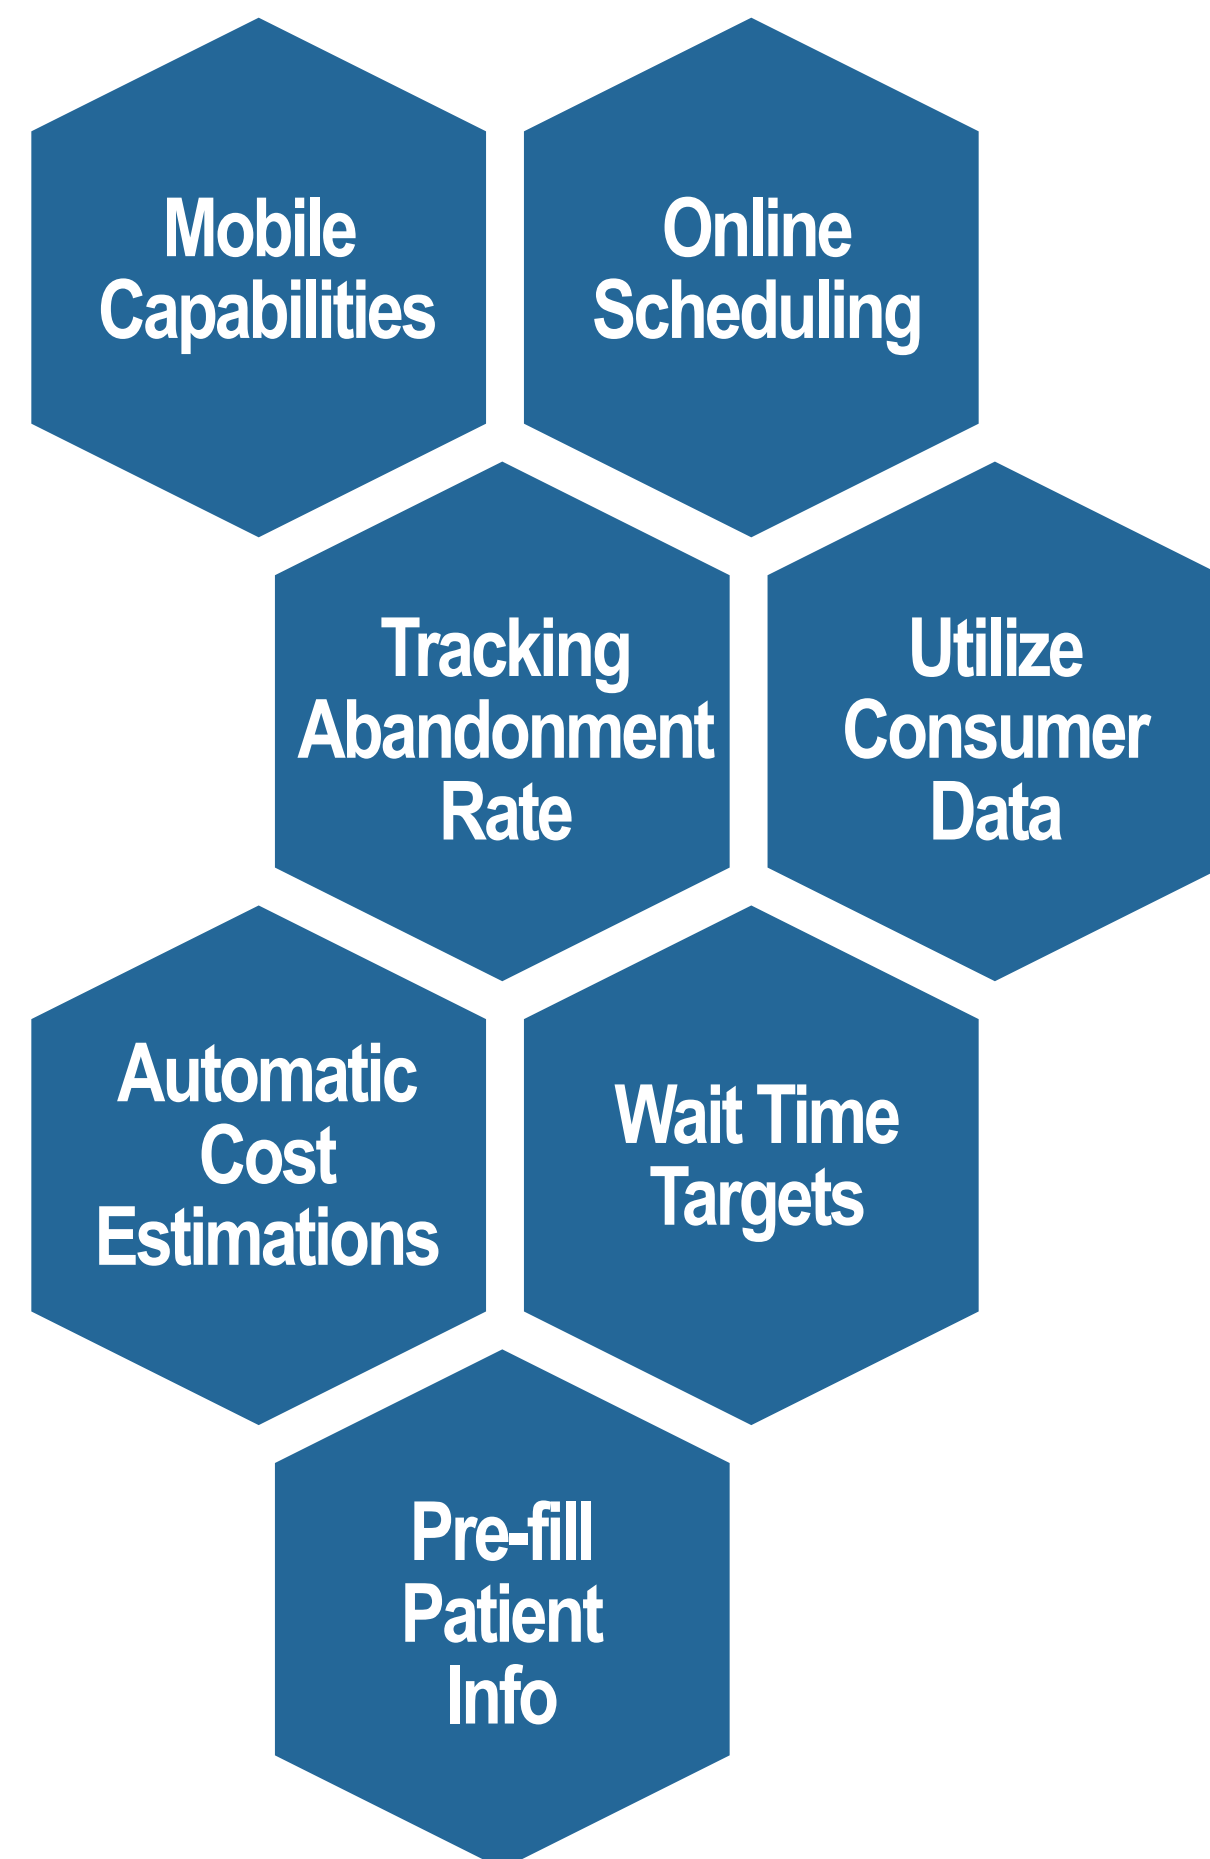 Mobile
Capabilities
Online
Scheduling
Tracking
Abandonment
Rate
Utilize
Consumer
Data
Automatic
Cost
Estimations
Wait Time
Targets
Pre-fill
Patient
Info